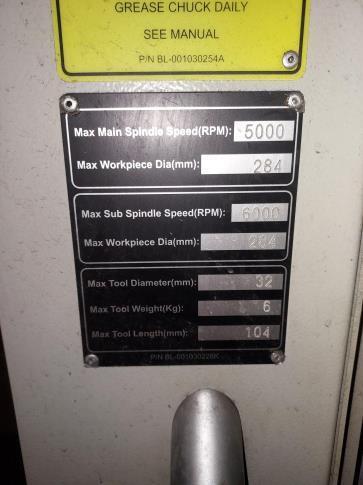 GREASE CHUCK DAILY
SEE MANUAL
P/N BL-001030254A
Max Main Spindle Speed(RPM): 5000
Max Workpiece Dia(mm): 284
Max Sub Spindle Speed(RPM): 6000
Max Workpiece Dia(mm): 284
Max Tool Diameter(mm): 32
Max Tool Weight(Kg): 6
Max Tool Length(mm): 104
P/N BL-001030228K